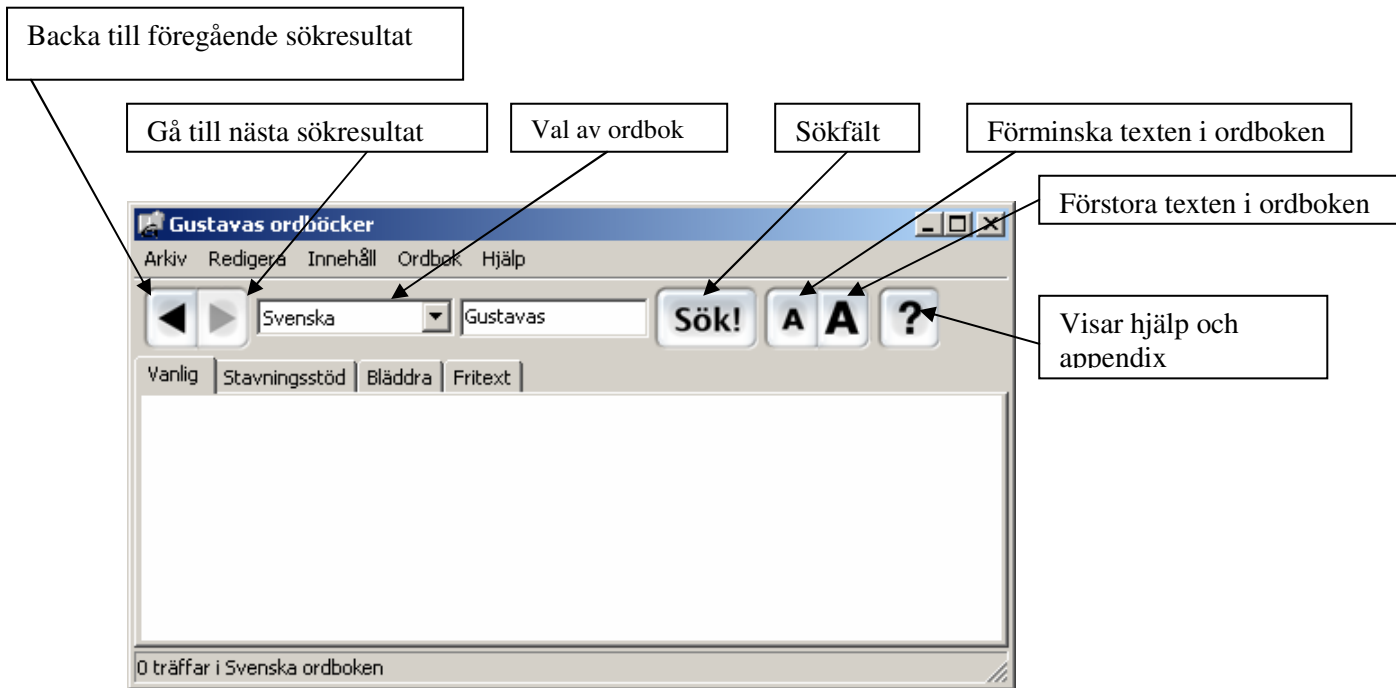 Backa till föregående sökresultat
Gå till nästa sökresultat
Val av ordbok
Sökfält
Förminska texten i ordboken
Förstora texten i ordboken
Gustavas ordböcker
Arkiv Redigera Innehåll Ordbok Hjälp
Svenska Gustavas Sök! A A ?
Visar hjälp och
appendix
Vanlig Stavningsstöd Bläddra Fritext
0 träffar i Svenska ordboken